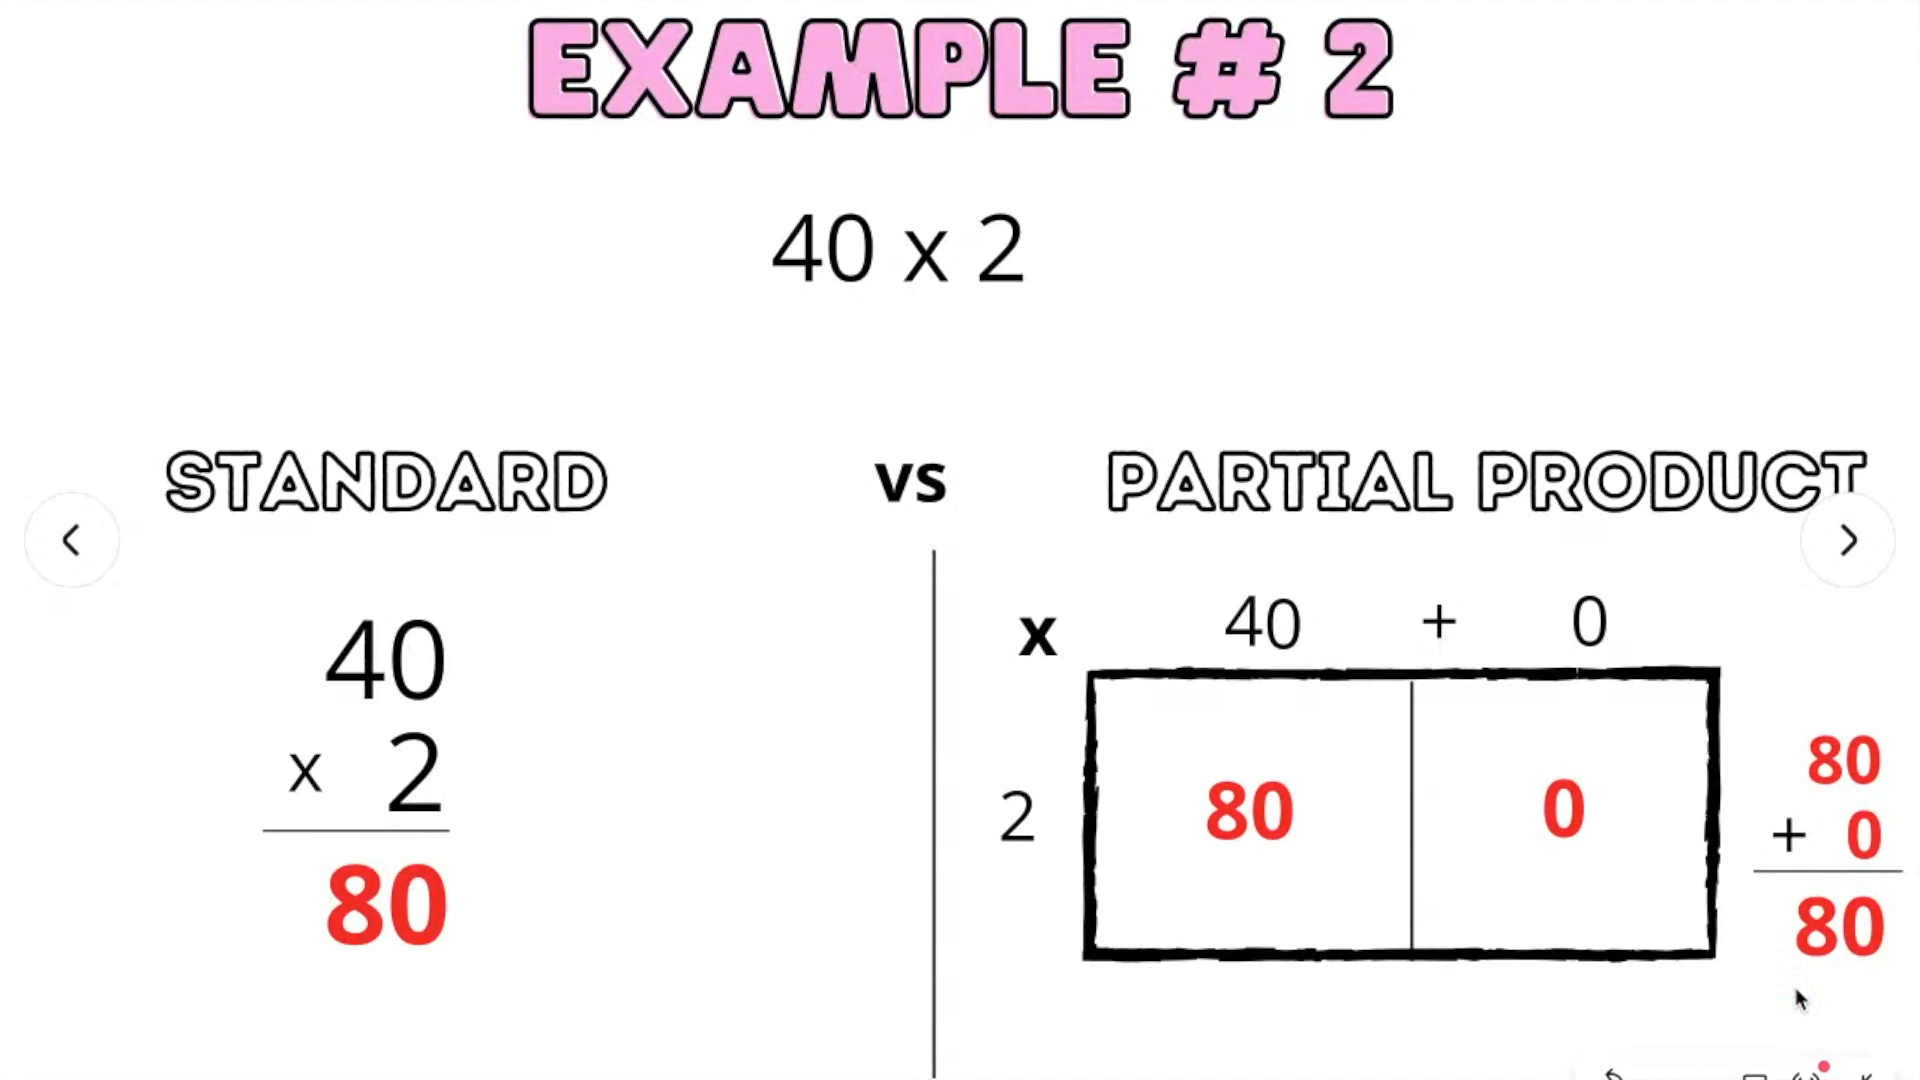 EXAMPLE # 2
40 x 2
STANDARD vs PARTIAL PRODUCT
40
x 2
80
x 40 + 0
2 80 0
80
+ 0
80